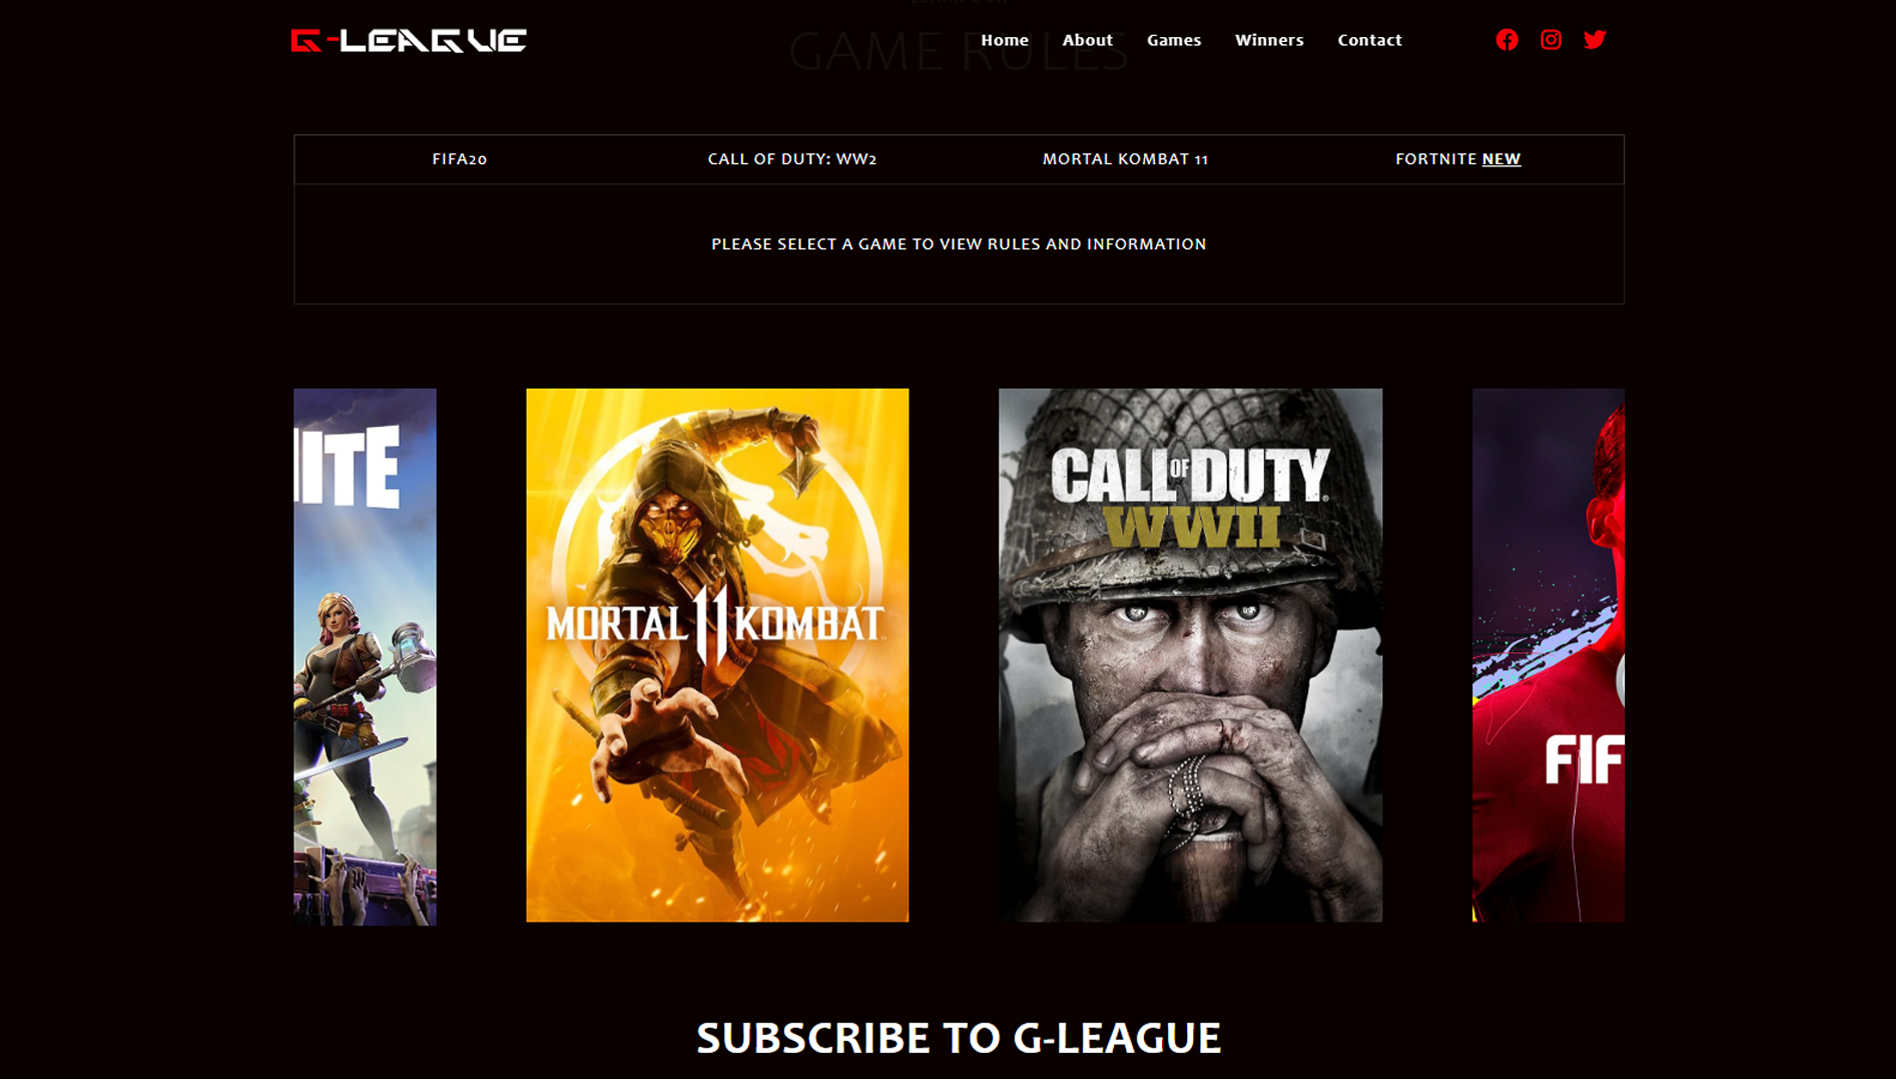 G-LEAGUE
Home About Games Winners Contact
GAME RULES
FIFA20 CALL OF DUTY: WW2 MORTAL KOMBAT 11 FORTNITE NEW
PLEASE SELECT A GAME TO VIEW RULES AND INFORMATION
NITE
MORTAL 11 KOMBAT
CALL OF DUTY
WWII
FIF
SUBSCRIBE TO G-LEAGUE